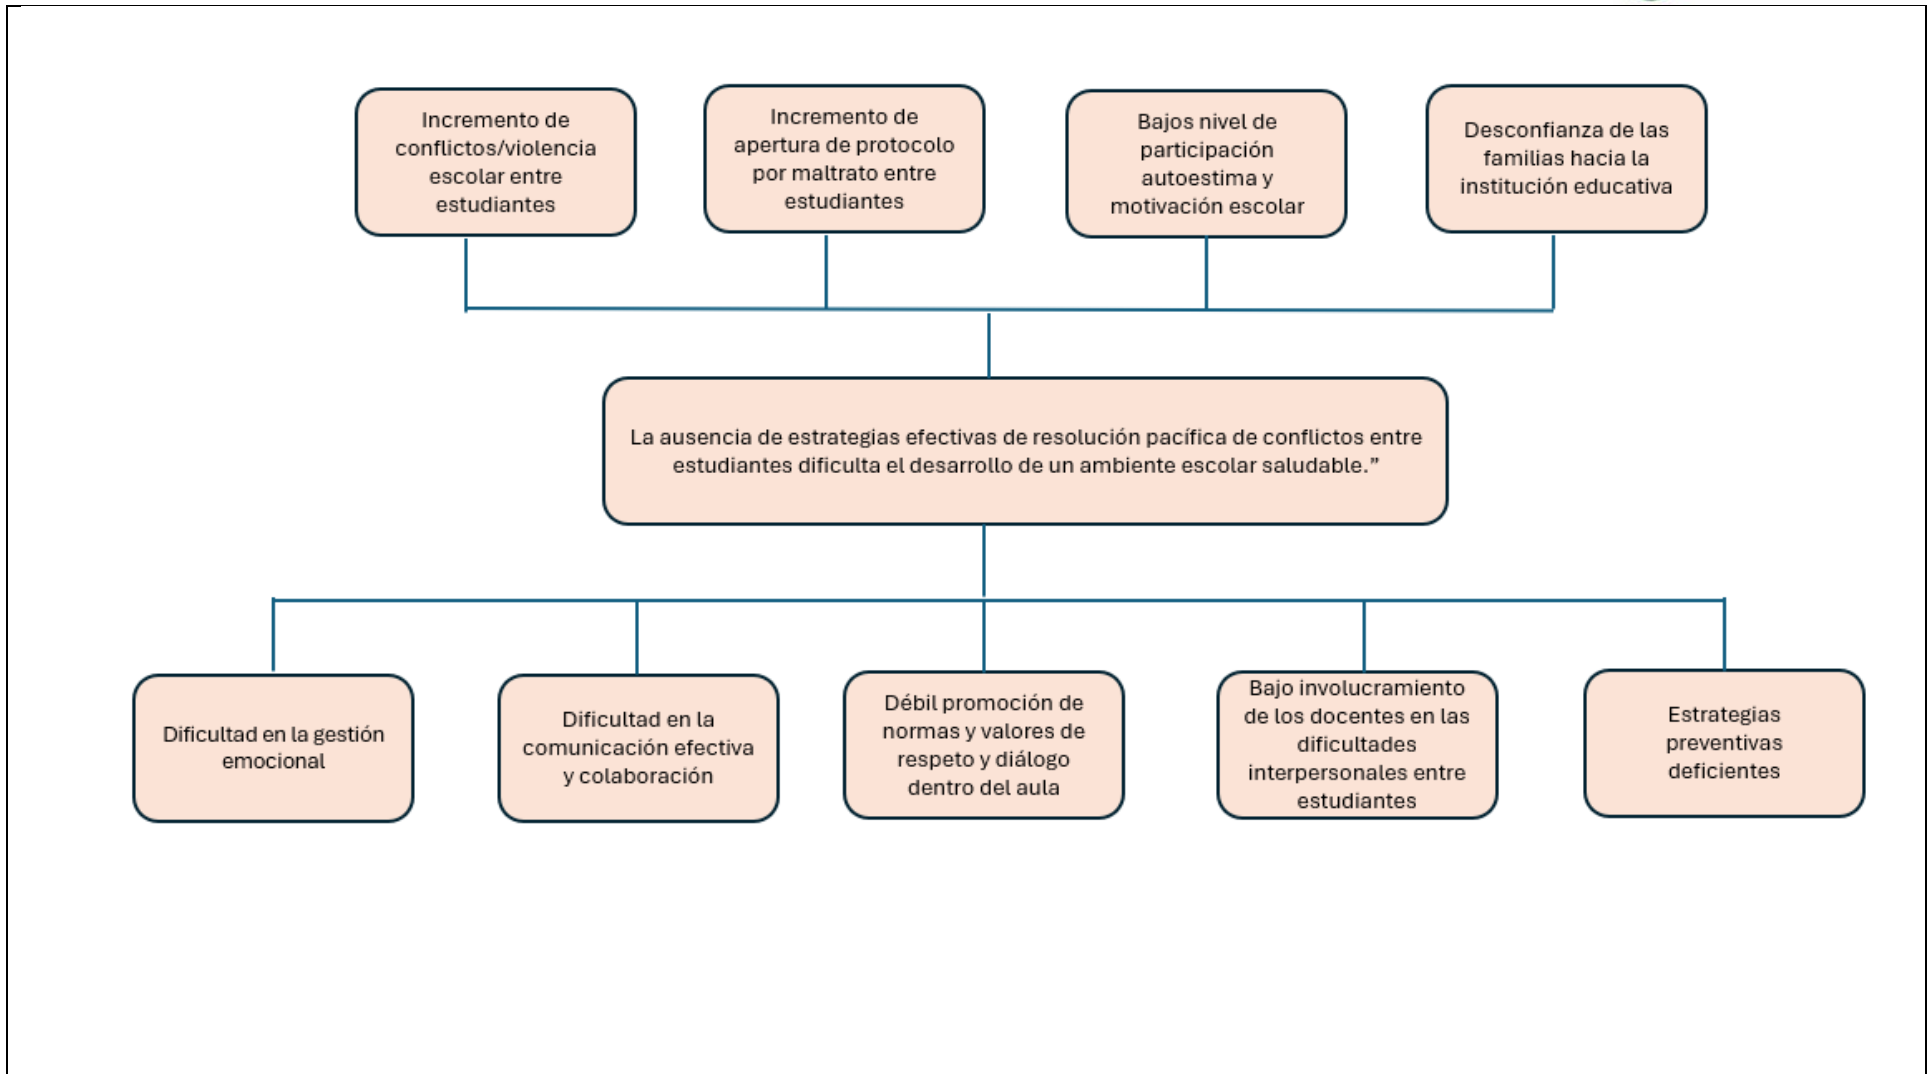 Incremento de
conflictos/violencia
escolar entre
estudiantes
Incremento de
apertura de protocolo
por maltrato entre
estudiantes
Bajos nivel de
participación
autoestima y
motivación escolar
Desconfianza de las
familias hacia la
institución educativa
La ausencia de estrategias efectivas de resolución pacífica de conflictos entre
estudiantes dificulta el desarrollo de un ambiente escolar saludable.”
Dificultad en la gestión
emocional
Dificultad en la
comunicación efectiva
y colaboración
Débil promoción de
normas y valores de
respeto y diálogo
dentro del aula
Bajo involucramiento
de los docentes en las
dificultades
interpersonales entre
estudiantes
Estrategias
preventivas
deficientes